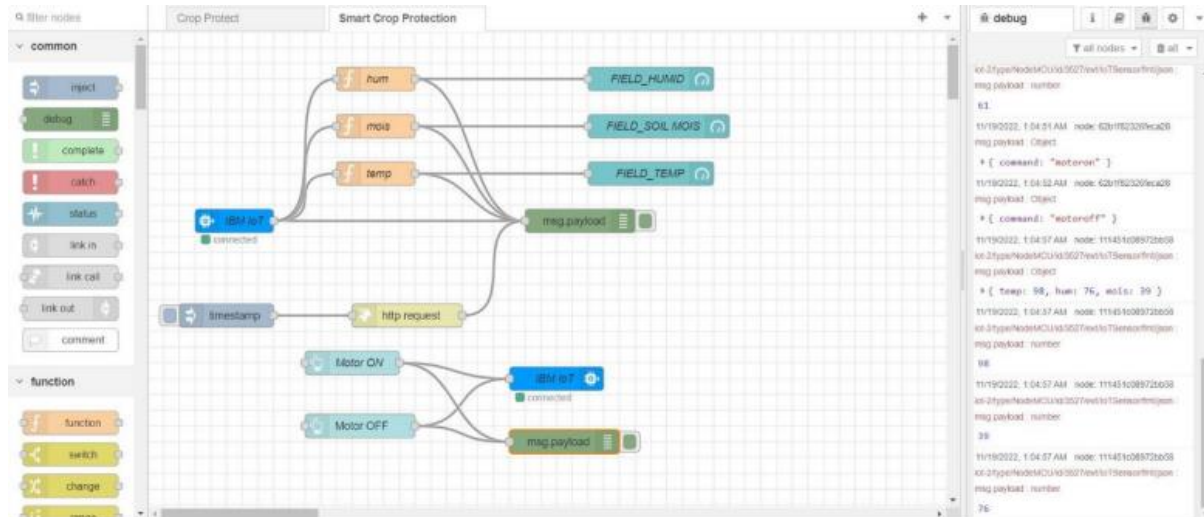 filter nodes
Crop Protect
Smart Crop Protection
common
inject
debug
complete
catch
status
link in
link call
link out
comment
function
function
switch
change
hum
mois
temp
FIELD_HUMID
FIELD_SOIL MOIS
FIELD_TEMP
IBM IoT
connected
msg.payload
timestamp
http request
Motor ON
Motor OFF
IBM IoT
connected
msg.payload
debug
all nodes
all
msg.payload : number
61
11/19/2022, 1:04:51 AM node:
msg.payload : Object
{ command: "motoron" }
11/19/2022, 1:04:52 AM node:
msg.payload : Object
{ command: "motoroff" }
11/19/2022, 1:04:57 AM node:
msg.payload : Object
{ temp: 98, hum: 76, mois: 39 }
11/19/2022, 1:04:57 AM node:
msg.payload : number
98
11/19/2022, 1:04:57 AM node:
msg.payload : number
39
11/19/2022, 1:04:57 AM node:
msg.payload : number
76